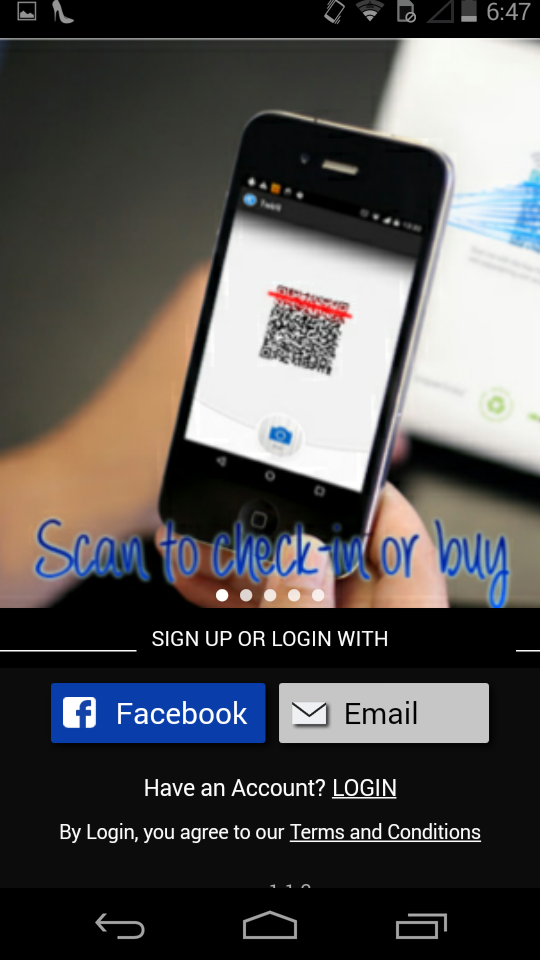 6:47
Scan to check-in or buy
SIGN UP OR LOGIN WITH
Facebook
Email
Have an Account? LOGIN
By Login, you agree to our Terms and Conditions